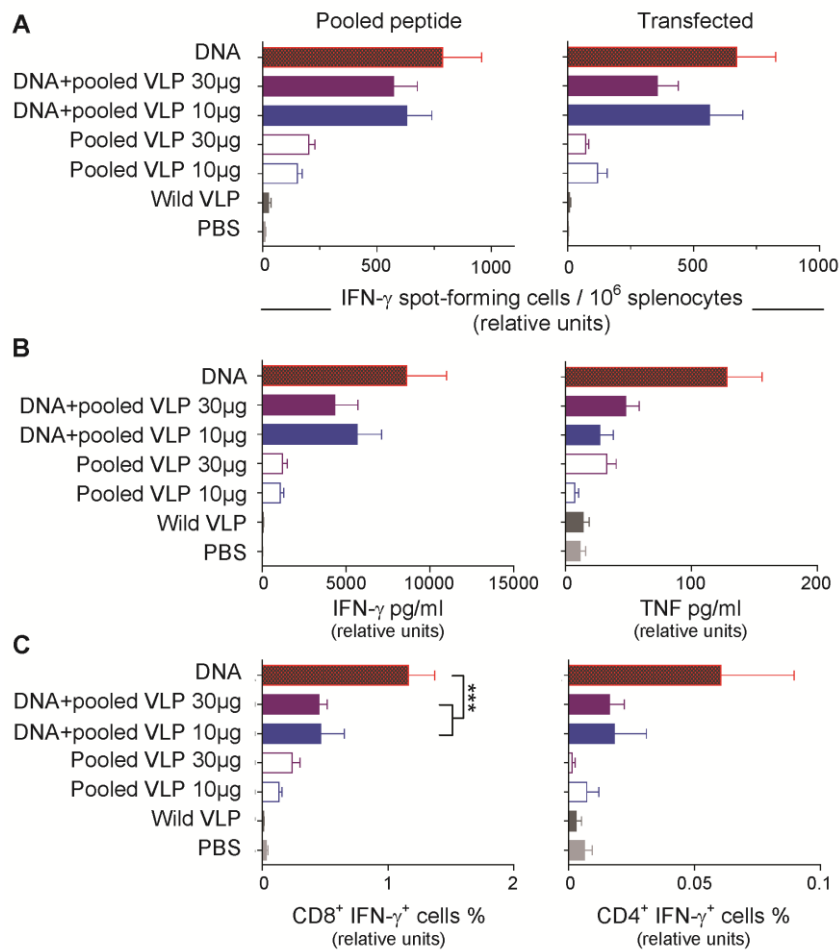 A
Pooled peptide
Transfected
DNA
DNA+pooled VLP 30µg
DNA+pooled VLP 10µg
Pooled VLP 30µg
Pooled VLP 10µg
Wild VLP
PBS
0 500 1000
0 500 1000
IFN-γ spot-forming cells / 10⁶ splenocytes
(relative units)
B
DNA
DNA+pooled VLP 30µg
DNA+pooled VLP 10µg
Pooled VLP 30µg
Pooled VLP 10µg
Wild VLP
PBS
0 5000 10000 15000
IFN-γ pg/ml
(relative units)
0 100 200
TNF pg/ml
(relative units)
C
DNA
DNA+pooled VLP 30µg
DNA+pooled VLP 10µg
Pooled VLP 30µg
Pooled VLP 10µg
Wild VLP
PBS
***
0 1 2
CD8⁺ IFN-γ⁺ cells %
(relative units)
0 0.05 0.1
CD4⁺ IFN-γ⁺ cells %
(relative units)